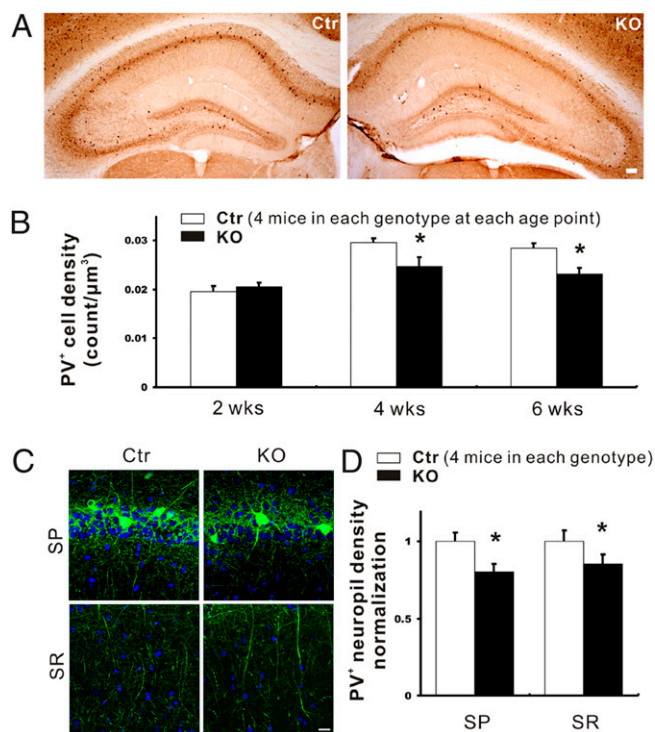 A
Ctr
KO
B
Ctr (4 mice in each genotype at each age point)
KO
PV⁺ cell density
(count/µm³)
0.03
0.02
0.01
0
*
*
2 wks
4 wks
6 wks
C
Ctr
KO
SP
SR
D
Ctr (4 mice in each genotype)
KO
PV⁺ neuropil density
normalization
1
0.5
0
*
*
SP
SR